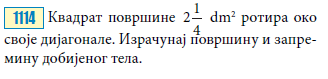 1114 Квадрат површине 2 1/4 dm² ротира око
своје дијагонале. Израчунај површину и запре-
мину добијеног тела.